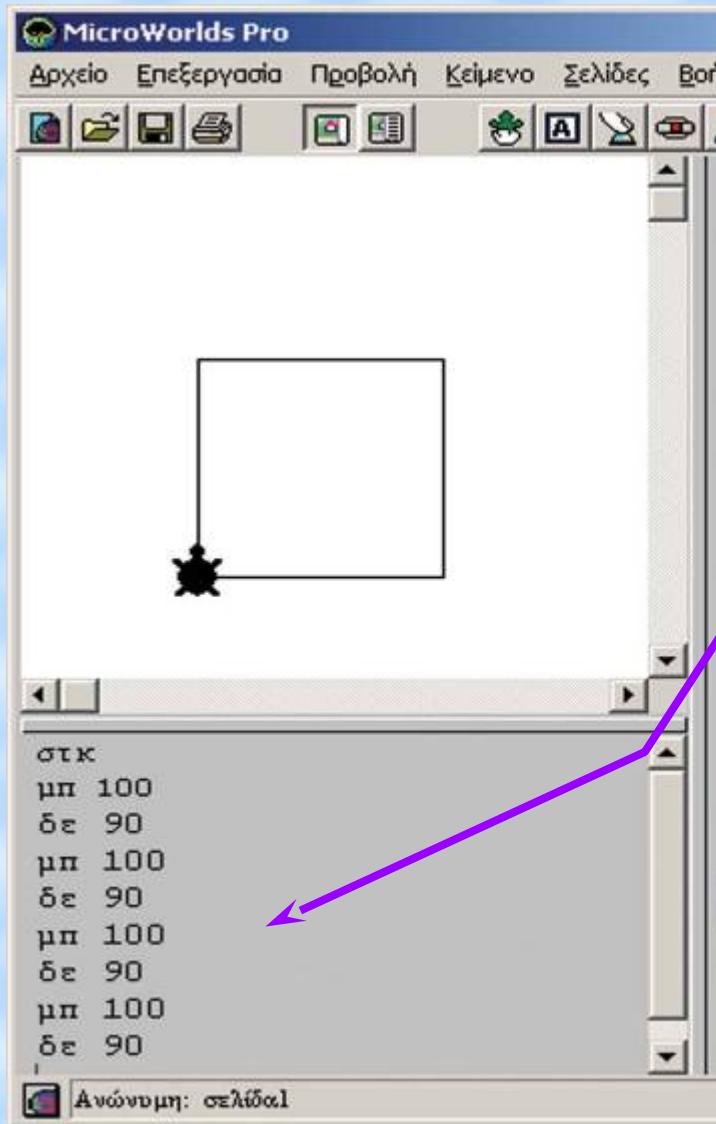 MicroWorlds Pro
Αρχείο Επεξεργασία Προβολή Κείμενο Σελίδες
A
στκ
μπ 100
δε 90
μπ 100
δε 90
μπ 100
δε 90
μπ 100
δε 90
Ανώνυμη: σελίδα1